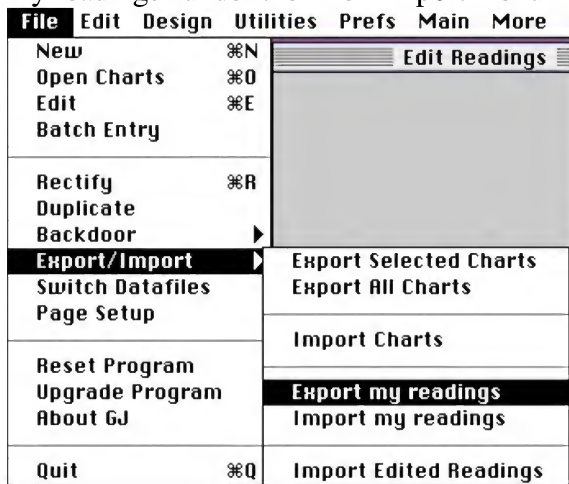 File Edit Design Utilities Prefs Main More
New ⌘N
Open Charts ⌘O
Edit ⌘E
Batch Entry
Rectify ⌘R
Duplicate
Backdoor
Export/Import
Switch Datafiles
Page Setup
Reset Program
Upgrade Program
About GJ
Quit ⌘Q
Edit Readings
Export Selected Charts
Export All Charts
Import Charts
Export my readings
Import my readings
Import Edited Readings